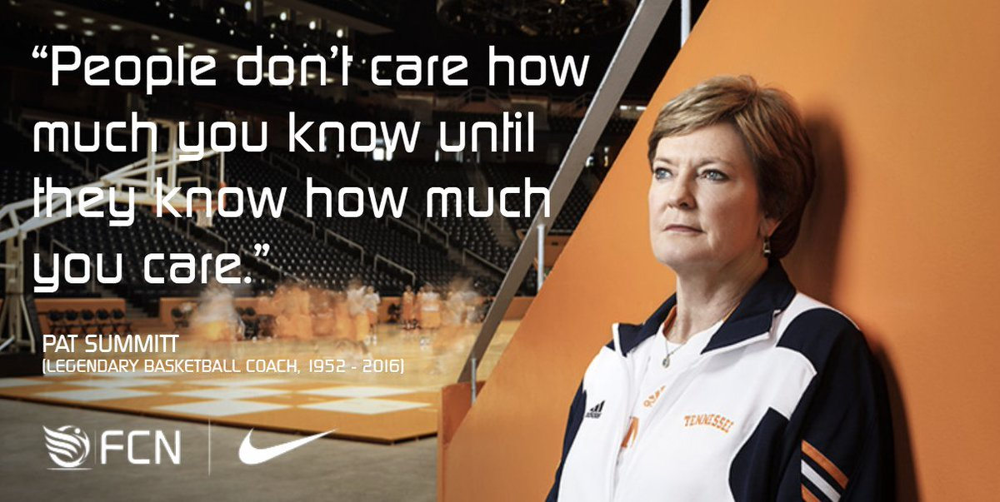 “People don’t care how
much you know until
they know how much
you care.”
PAT SUMMITT
(LEGENDARY BASKETBALL COACH, 1952 - 2016)
FCN
adidas
TENNESSEE